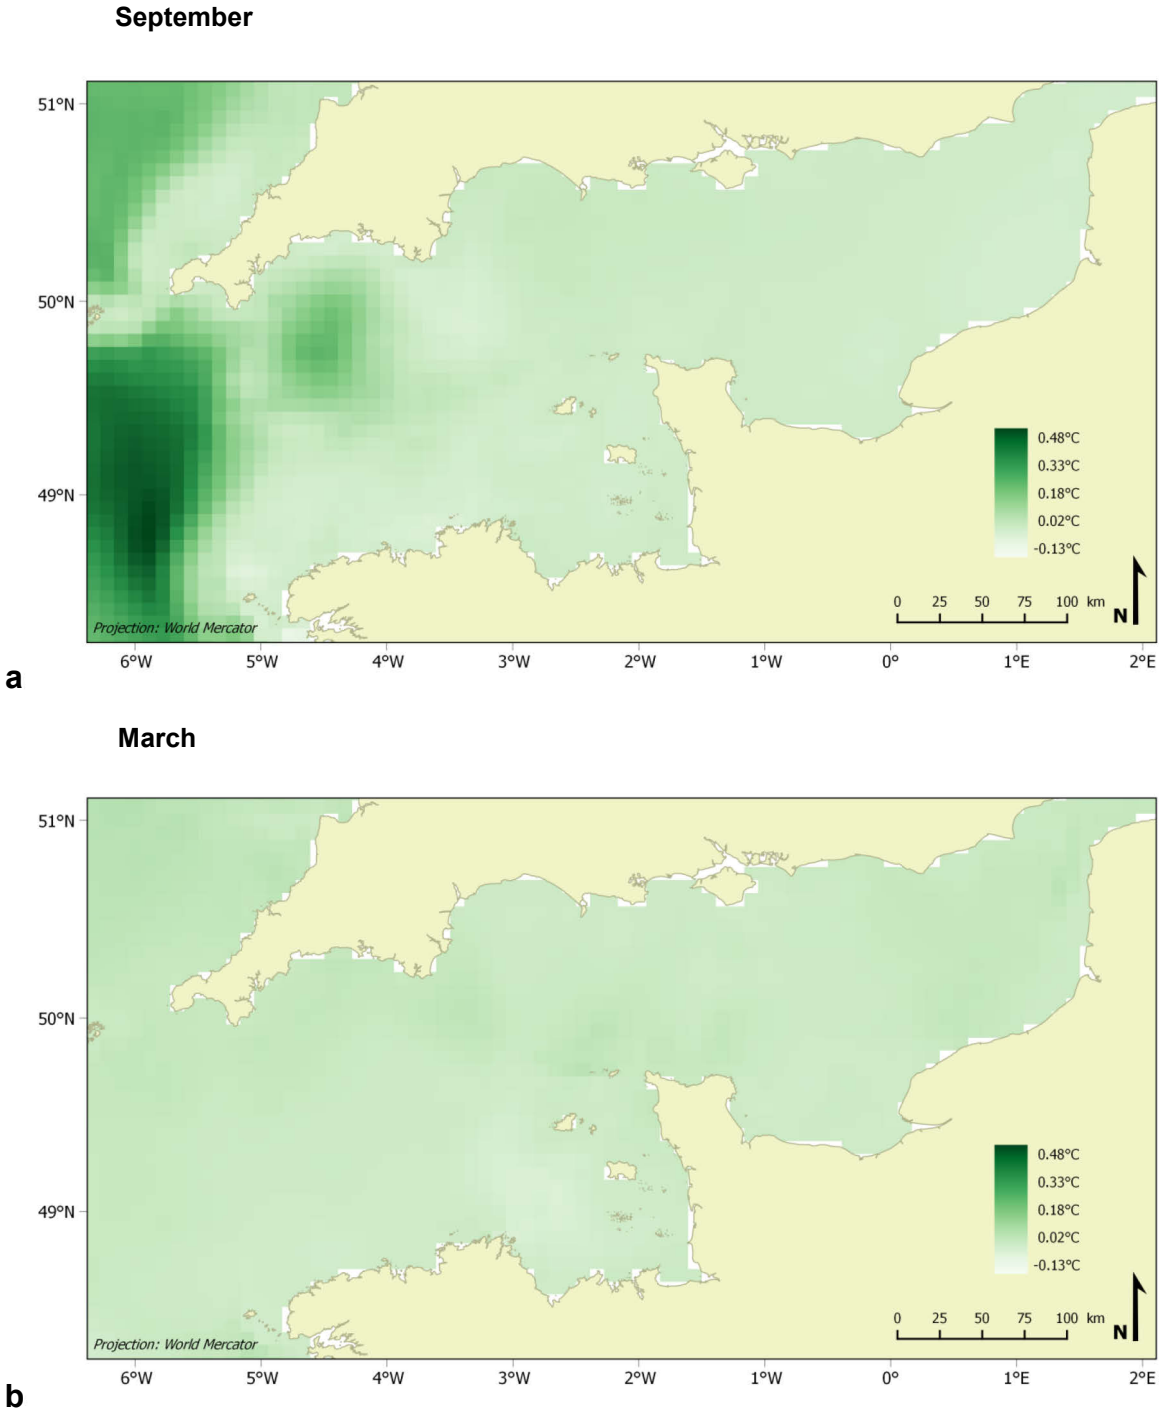 September
51°N
50°N
49°N
0.48°C
0.33°C
0.18°C
0.02°C
-0.13°C
0 25 50 75 100 km
N
Projection: World Mercator
6°W 5°W 4°W 3°W 2°W 1°W 0° 1°E 2°E
a
March
51°N
50°N
49°N
0.48°C
0.33°C
0.18°C
0.02°C
-0.13°C
0 25 50 75 100 km
N
Projection: World Mercator
6°W 5°W 4°W 3°W 2°W 1°W 0° 1°E 2°E
b